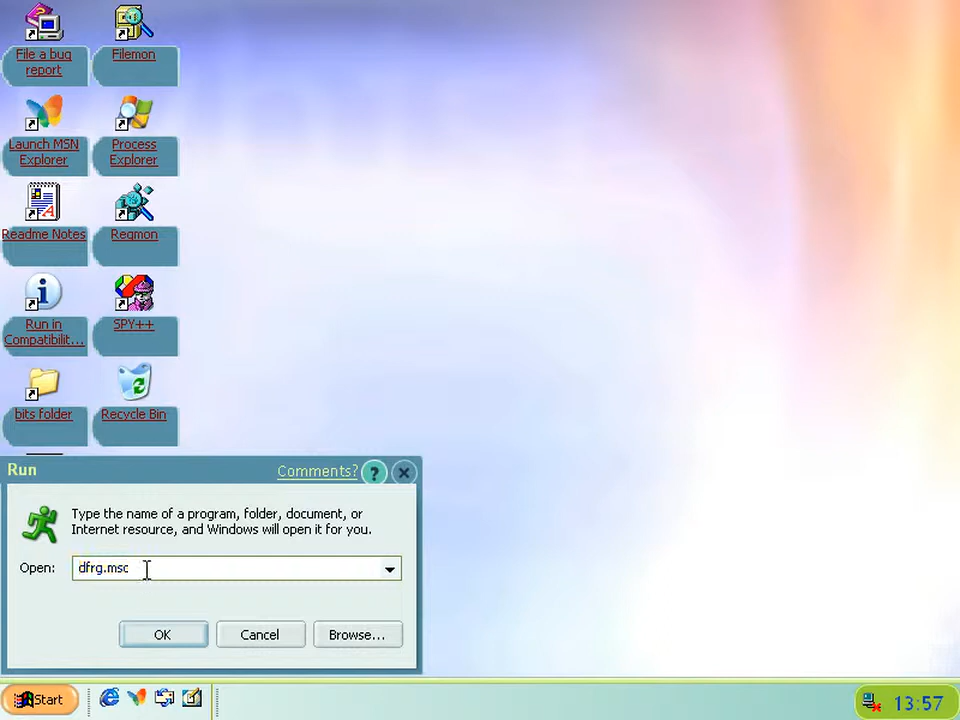 File a bug
report
Filemon
Launch MSN
Explorer
Process
Explorer
Readme Notes
Regmon
Run in
Compatibilit...
SPY++
bits folder
Recycle Bin
Run
Comments?
?
Type the name of a program, folder, document, or
Internet resource, and Windows will open it for you.
Open:
dfrg.msc
OK
Cancel
Browse...
Start
13:57